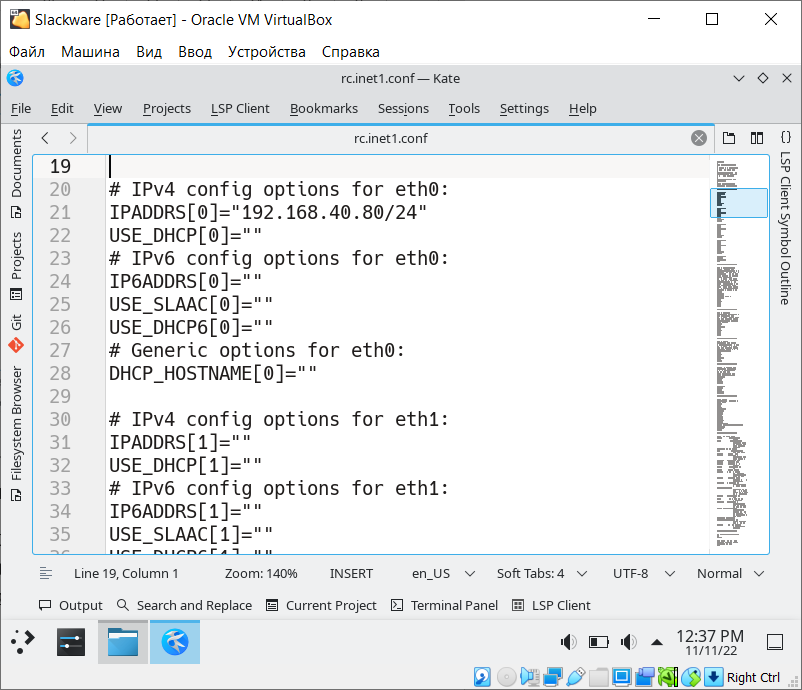 Slackware [Работает] - Oracle VM VirtualBox
Файл Машина Вид Ввод Устройства Справка
rc.inet1.conf — Kate
File Edit View Projects LSP Client Bookmarks Sessions Tools Settings Help
rc.inet1.conf
Documents
Projects
Git
Filesystem Browser
19
20 # IPv4 config options for eth0:
21 IPADDRS[0]="192.168.40.80/24"
22 USE_DHCP[0]=""
23 # IPv6 config options for eth0:
24 IP6ADDRS[0]=""
25 USE_SLAAC[0]=""
26 USE_DHCP6[0]=""
27 # Generic options for eth0:
28 DHCP_HOSTNAME[0]=""
29
30 # IPv4 config options for eth1:
31 IPADDRS[1]=""
32 USE_DHCP[1]=""
33 # IPv6 config options for eth1:
34 IP6ADDRS[1]=""
35 USE_SLAAC[1]=""
36 USE_DHCP6[1]=""
{} LSP Client Symbol Outline
Line 19, Column 1 Zoom: 140% INSERT en_US Soft Tabs: 4 UTF-8 Normal
Output Search and Replace Current Project Terminal Panel LSP Client
12:37 PM
11/11/22
Right Ctrl